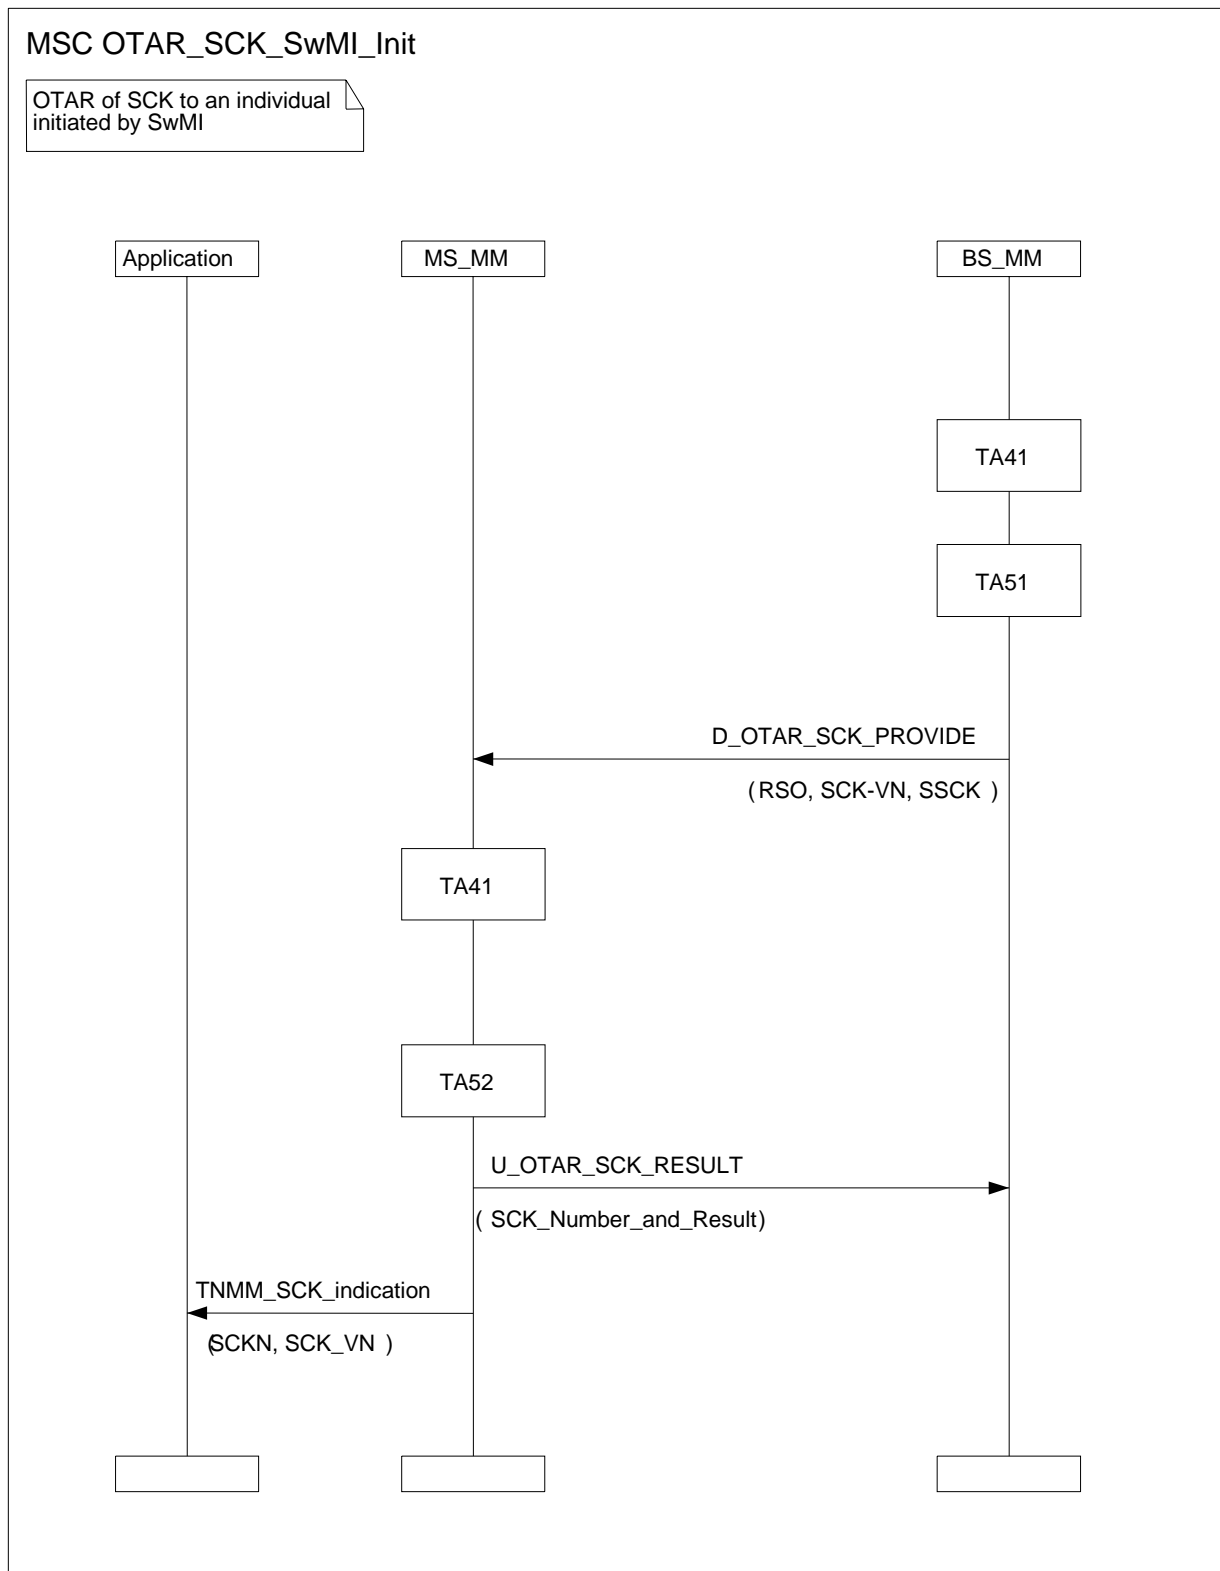 MSC OTAR_SCK_SwMI_Init
OTAR of SCK to an individual
initiated by SwMI
Application
MS_MM
BS_MM
TA41
TA51
D_OTAR_SCK_PROVIDE
(RSO, SCK-VN, SSCK )
TA41
TA52
U_OTAR_SCK_RESULT
( SCK_Number_and_Result)
TNMM_SCK_indication
(SCKN, SCK_VN )